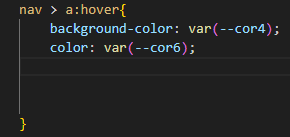 nav > a:hover{
background-color: var(--cor4);
color: var(--cor6);
}